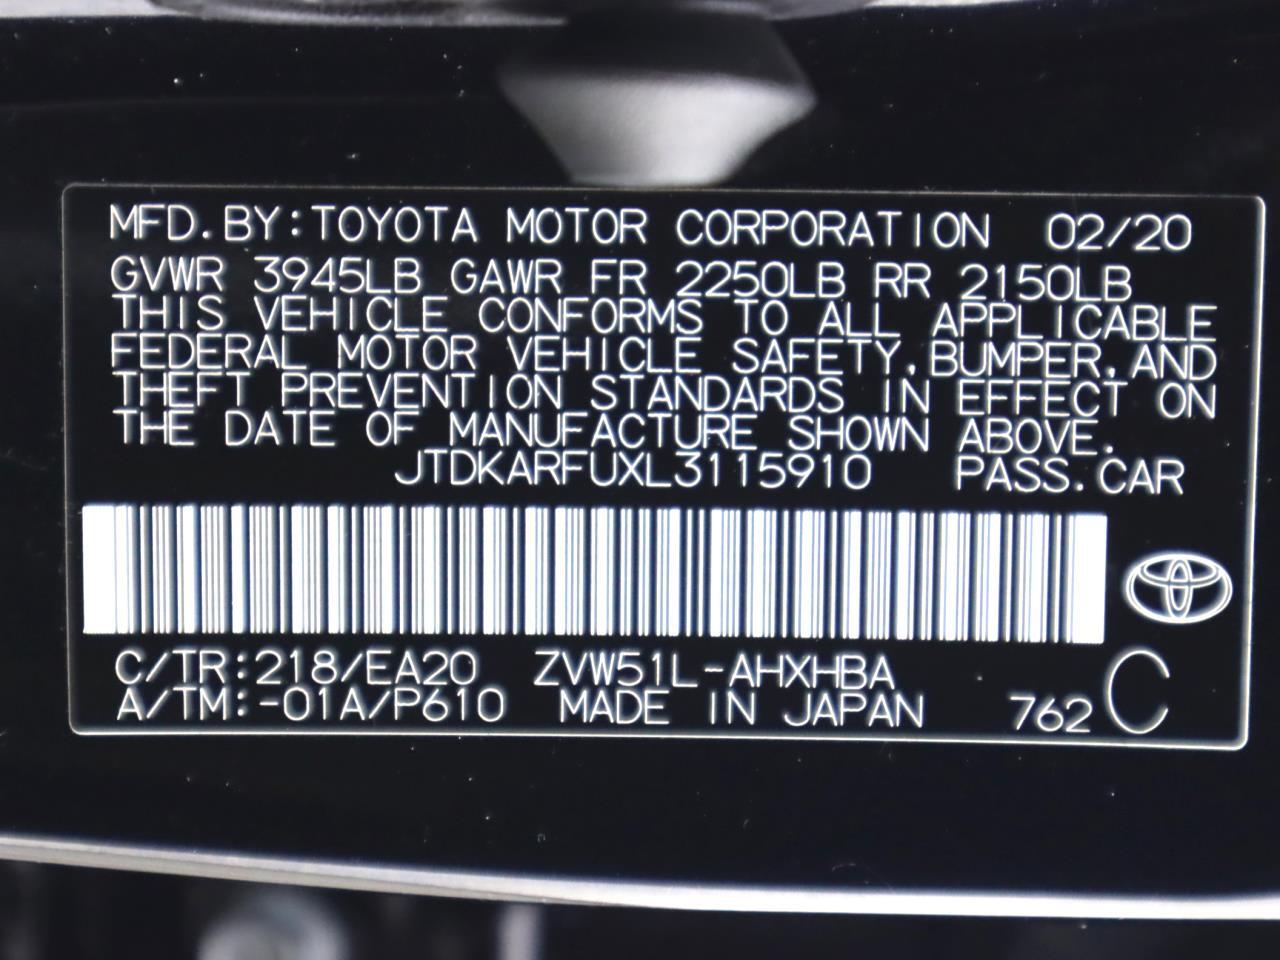 MFD. BY: TOYOTA MOTOR CORPORATION 02/20
GVWR 3945LB GAWR FR 2250LB RR 2150LB
THIS VEHICLE CONFORMS TO ALL APPLICABLE
FEDERAL MOTOR VEHICLE SAFETY, BUMPER, AND
THEFT PREVENTION STANDARDS IN EFFECT ON
THE DATE OF MANUFACTURE SHOWN ABOVE.
JTDKARFUXL3115910 PASS. CAR
C/TR: 218/EA20 ZVW51L-AHXHBA
A/TM: -01A/P610 MADE IN JAPAN 762 C